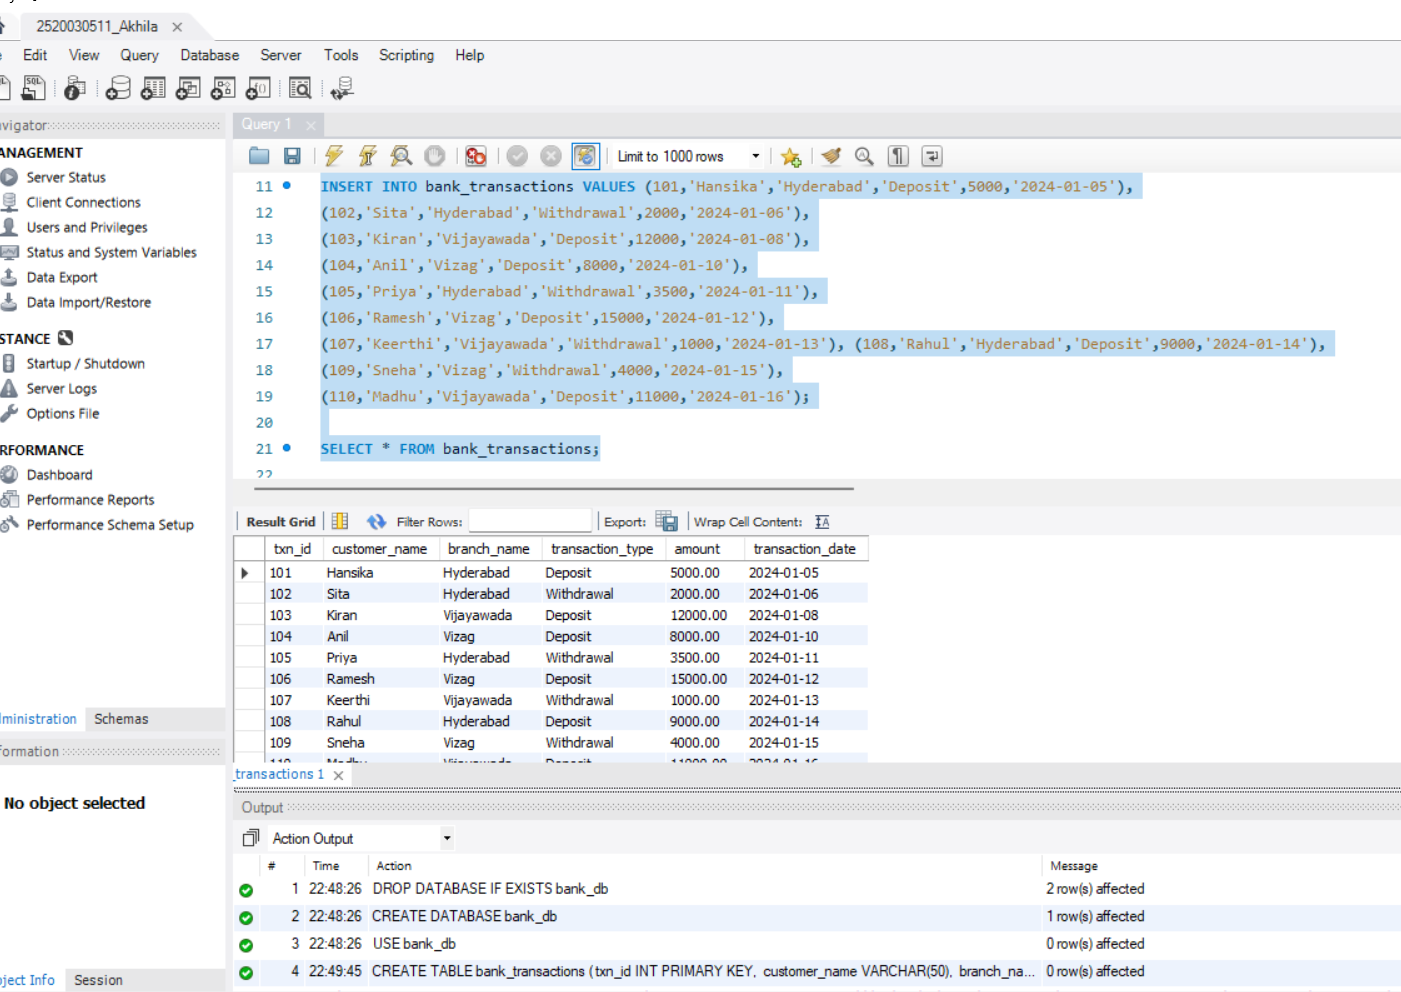 2520030511_Akhila
Edit View Query Database Server Tools Scripting Help
Query 1
Limit to 1000 rows
MANAGEMENT
Server Status
Client Connections
Users and Privileges
Status and System Variables
Data Export
Data Import/Restore
Startup / Shutdown
Server Logs
Options File
Dashboard
Performance Reports
Performance Schema Setup
Schemas
No object selected
Session
11 INSERT INTO bank_transactions VALUES (101,'Hansika','Hyderabad','Deposit',5000,'2024-01-05'),
12 (102,'Sita','Hyderabad','Withdrawal',2000,'2024-01-06'),
13 (103,'Kiran','Vijayawada','Deposit',12000,'2024-01-08'),
14 (104,'Anil','Vizag','Deposit',8000,'2024-01-10'),
15 (105,'Priya','Hyderabad','Withdrawal',3500,'2024-01-11'),
16 (106,'Ramesh','Vizag','Deposit',15000,'2024-01-12'),
17 (107,'Keerthi','Vijayawada','Withdrawal',1000,'2024-01-13'), (108,'Rahul','Hyderabad','Deposit',9000,'2024-01-14'),
18 (109,'Sneha','Vizag','Withdrawal',4000,'2024-01-15'),
19 (110,'Madhu','Vijayawada','Deposit',11000,'2024-01-16');
20
21 SELECT * FROM bank_transactions;
22
Result Grid Filter Rows: Export: Wrap Cell Content:
txn_id customer_name branch_name transaction_type amount transaction_date
101 Hansika Hyderabad Deposit 5000.00 2024-01-05
102 Sita Hyderabad Withdrawal 2000.00 2024-01-06
103 Kiran Vijayawada Deposit 12000.00 2024-01-08
104 Anil Vizag Deposit 8000.00 2024-01-10
105 Priya Hyderabad Withdrawal 3500.00 2024-01-11
106 Ramesh Vizag Deposit 15000.00 2024-01-12
107 Keerthi Vijayawada Withdrawal 1000.00 2024-01-13
108 Rahul Hyderabad Deposit 9000.00 2024-01-14
109 Sneha Vizag Withdrawal 4000.00 2024-01-15
_transactions 1
Output
Action Output
# Time Action Message
1 22:48:26 DROP DATABASE IF EXISTS bank_db 2 row(s) affected
2 22:48:26 CREATE DATABASE bank_db 1 row(s) affected
3 22:48:26 USE bank_db 0 row(s) affected
4 22:49:45 CREATE TABLE bank_transactions ( txn_id INT PRIMARY KEY, customer_name VARCHAR(50), branch_na... 0 row(s) affected